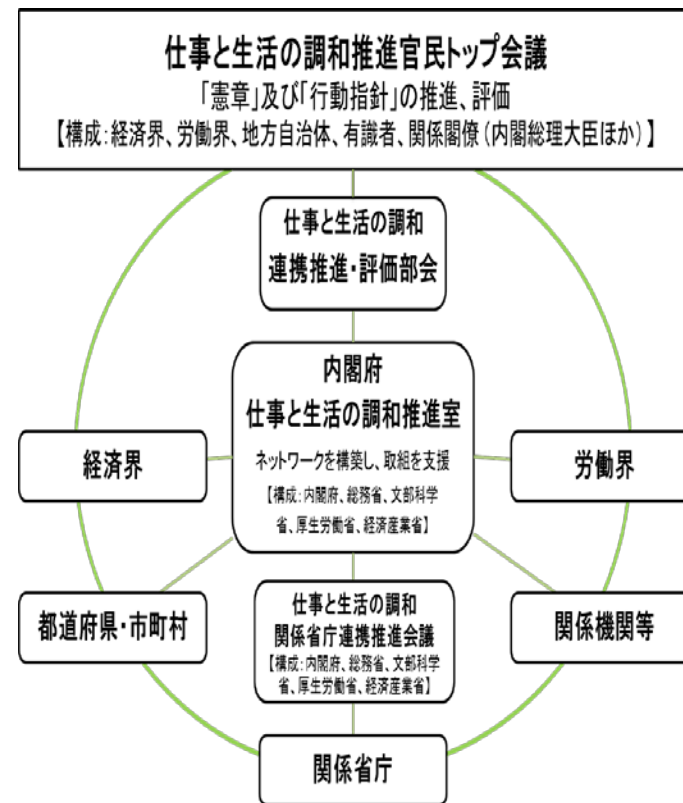 仕事と生活の調和推進官民トップ会議
「憲章」及び「行動指針」の推進、評価
【構成：経済界、労働界、地方自治体、有識者、関係閣僚（内閣総理大臣ほか）】
仕事と生活の調和
連携推進・評価部会
内閣府
仕事と生活の調和推進室
ネットワークを構築し、取組を支援
【構成：内閣府、総務省、文部科学
省、厚生労働省、経済産業省】
経済界
労働界
都道府県・市町村
仕事と生活の調和
関係省庁連携推進会議
【構成：内閣府、総務省、文部科学
省、厚生労働省、経済産業省】
関係機関等
関係省庁